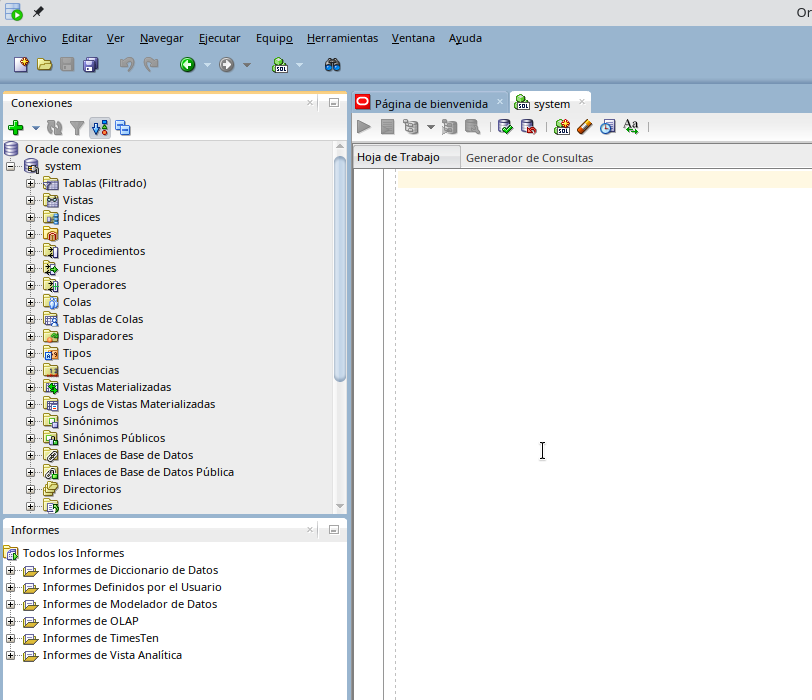 Or
Archivo Editar Ver Navegar Ejecutar Equipo Herramientas Ventana Ayuda
Conexiones
Página de bienvenida
system
Oracle conexiones
system
Tablas (Filtrado)
Vistas
Índices
Paquetes
Procedimientos
Funciones
Operadores
Colas
Tablas de Colas
Disparadores
Tipos
Secuencias
Vistas Materializadas
Logs de Vistas Materializadas
Sinónimos
Sinónimos Públicos
Enlaces de Base de Datos
Enlaces de Base de Datos Pública
Directorios
Ediciones
Hoja de Trabajo
Generador de Consultas
Informes
Todos los Informes
Informes de Diccionario de Datos
Informes Definidos por el Usuario
Informes de Modelador de Datos
Informes de OLAP
Informes de TimesTen
Informes de Vista Analítica